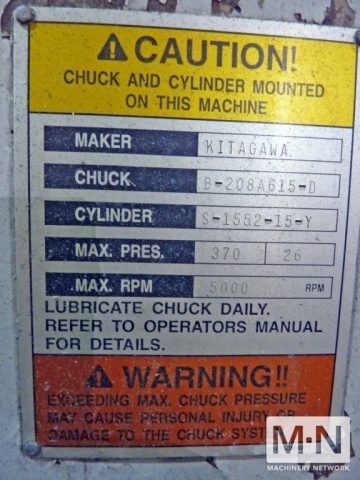 CAUTION!
CHUCK AND CYLINDER MOUNTED
ON THIS MACHINE
MAKER KITAGAWA.
CHUCK B-208A615-D
CYLINDER S-1552-15-Y
MAX. PRES. 370 26
MAX. RPM 5000 RPM
LUBRICATE CHUCK DAILY.
REFER TO OPERATORS MANUAL
FOR DETAILS.
WARNING!!
EXCEEDING MAX. CHUCK PRESSURE
MAY CAUSE PERSONAL INJURY OR
DAMAGE TO THE CHUCK SYSTEM
M·N
MACHINERY NETWORK